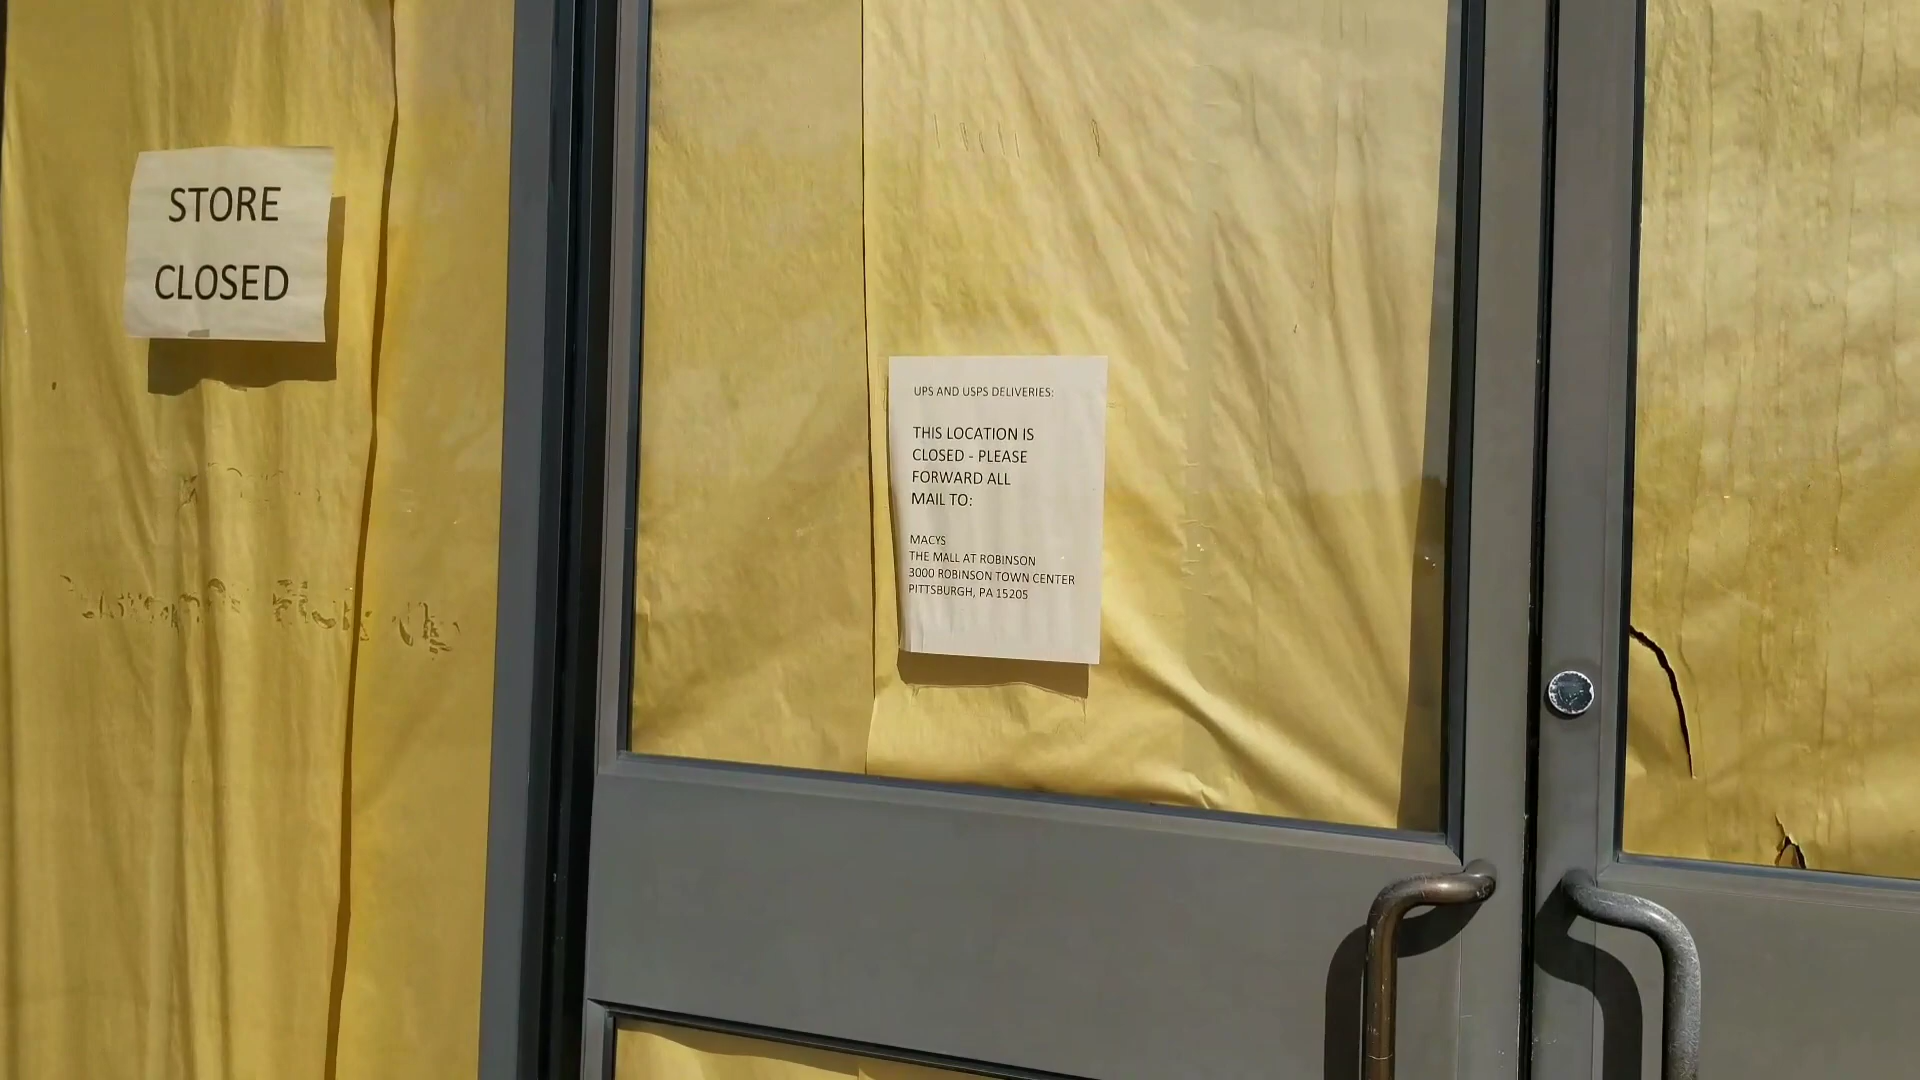 STORE
CLOSED
UPS AND USPS DELIVERIES:
THIS LOCATION IS
CLOSED - PLEASE
FORWARD ALL
MAIL TO:
MACYS
THE MALL AT ROBINSON
3000 ROBINSON TOWN CENTER
PITTSBURGH, PA 15205